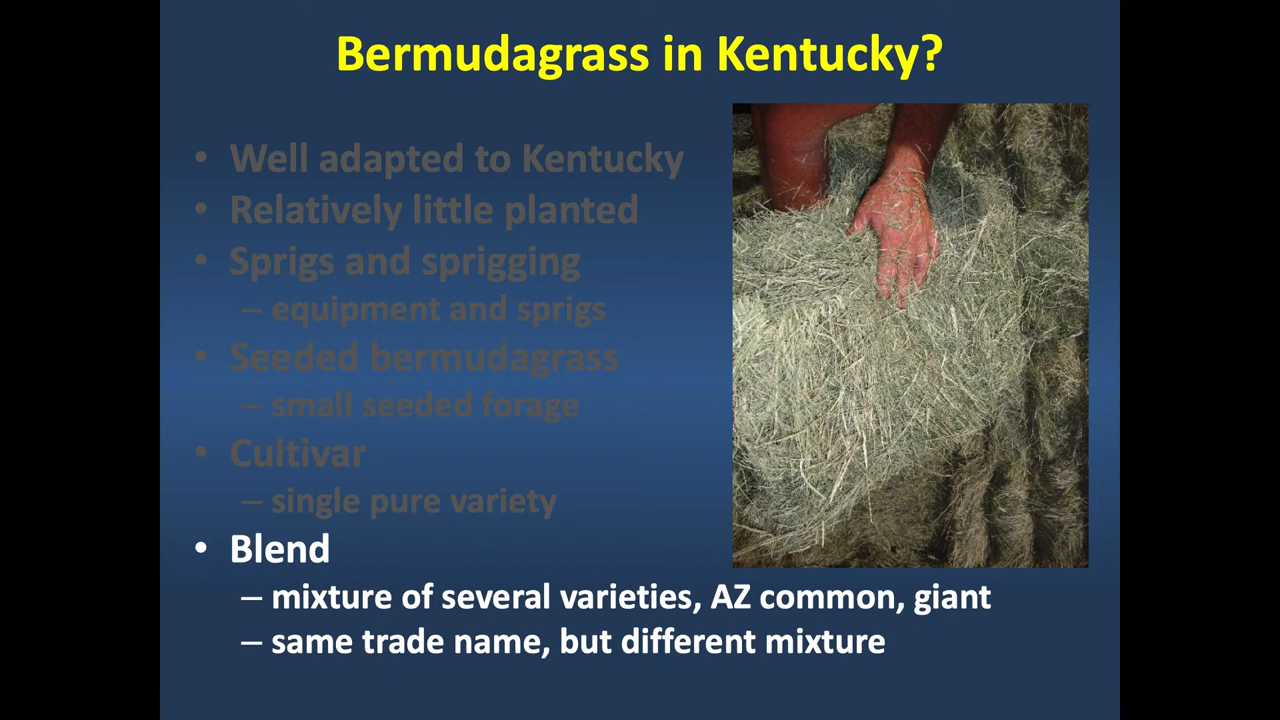 Bermudagrass in Kentucky?
• Well adapted to Kentucky
• Relatively little planted
• Sprigs and sprigging
– equipment and sprigs
• Seeded bermudagrass
– small seeded forage
• Cultivar
– single pure variety
• Blend
– mixture of several varieties, AZ common, giant
– same trade name, but different mixture